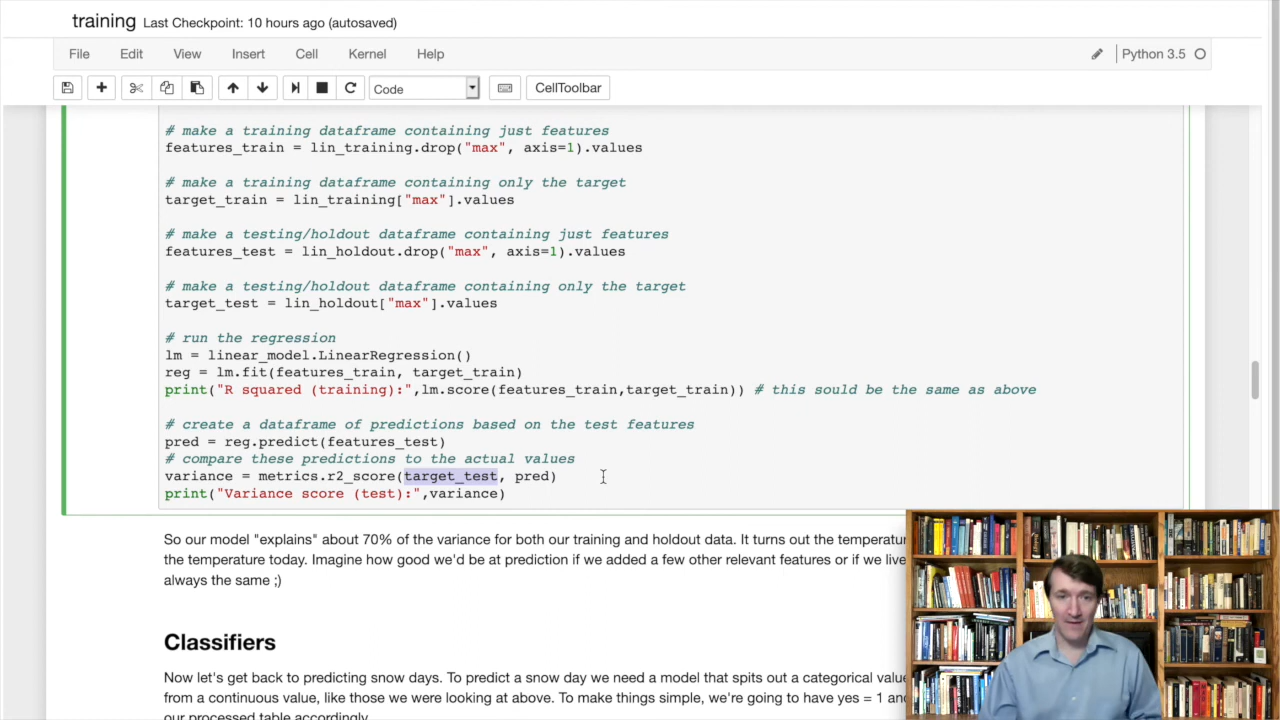 training Last Checkpoint: 10 hours ago (autosaved)
File Edit View Insert Cell Kernel Help Python 3.5
Code CellToolbar
# make a training dataframe containing just features
features_train = lin_training.drop("max", axis=1).values
# make a training dataframe containing only the target
target_train = lin_training["max"].values
# make a testing/holdout dataframe containing just features
features_test = lin_holdout.drop("max", axis=1).values
# make a testing/holdout dataframe containing only the target
target_test = lin_holdout["max"].values
# run the regression
lm = linear_model.LinearRegression()
reg = lm.fit(features_train, target_train)
print("R squared (training):",lm.score(features_train,target_train)) # this sould be the same as above
# create a dataframe of predictions based on the test features
pred = reg.predict(features_test)
# compare these predictions to the actual values
variance = metrics.r2_score(target_test, pred)
print("Variance score (test):",variance)
So our model "explains" about 70% of the variance for both our training and holdout data. It turns out the temperatur
the temperature today. Imagine how good we'd be at prediction if we added a few other relevant features or if we live
always the same ;)
Classifiers
Now let's get back to predicting snow days. To predict a snow day we need a model that spits out a categorical value
from a continuous value, like those we were looking at above. To make things simple, we're going to have yes = 1 and
our processed table accordingly.